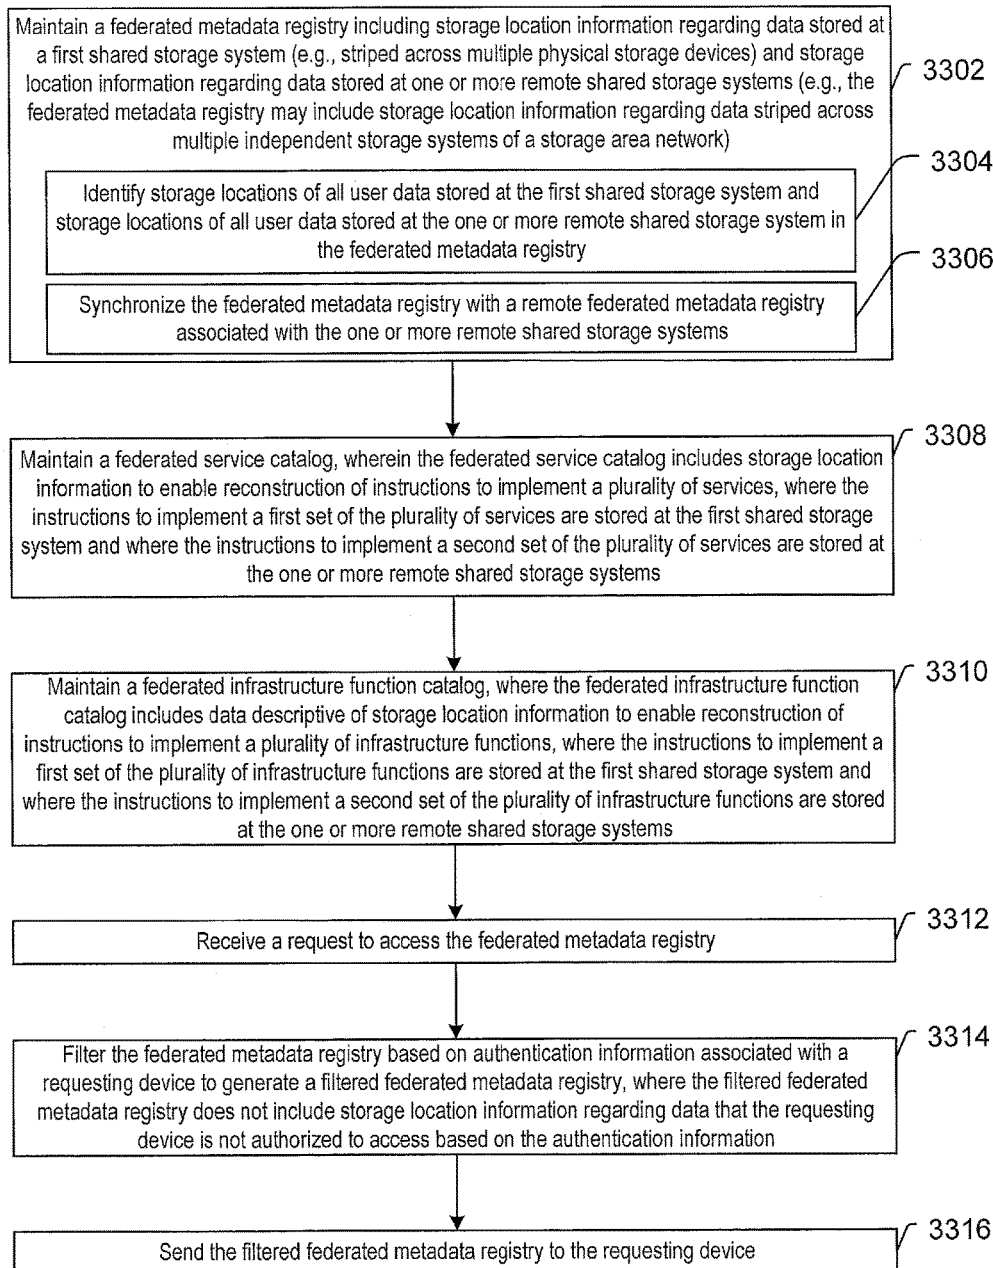 Maintain a federated metadata registry including storage location information regarding data stored at
a first shared storage system (e.g., striped across multiple physical storage devices) and storage
location information regarding data stored at one or more remote shared storage systems (e.g., the
federated metadata registry may include storage location information regarding data striped across
multiple independent storage systems of a storage area network)
3302
3304
Identify storage locations of all user data stored at the first shared storage system and
storage locations of all user data stored at the one or more remote shared storage system in
the federated metadata registry
3306
Synchronize the federated metadata registry with a remote federated metadata registry
associated with the one or more remote shared storage systems
3308
Maintain a federated service catalog, wherein the federated service catalog includes storage location
information to enable reconstruction of instructions to implement a plurality of services, where the
instructions to implement a first set of the plurality of services are stored at the first shared storage
system and where the instructions to implement a second set of the plurality of services are stored at
the one or more remote shared storage systems
3310
Maintain a federated infrastructure function catalog, where the federated infrastructure function
catalog includes data descriptive of storage location information to enable reconstruction of
instructions to implement a plurality of infrastructure functions, where the instructions to implement a
first set of the plurality of infrastructure functions are stored at the first shared storage system and
where the instructions to implement a second set of the plurality of infrastructure functions are stored
at the one or more remote shared storage systems
3312
Receive a request to access the federated metadata registry
3314
Filter the federated metadata registry based on authentication information associated with a
requesting device to generate a filtered federated metadata registry, where the filtered federated
metadata registry does not include storage location information regarding data that the requesting
device is not authorized to access based on the authentication information
3316
Send the filtered federated metadata registry to the requesting device